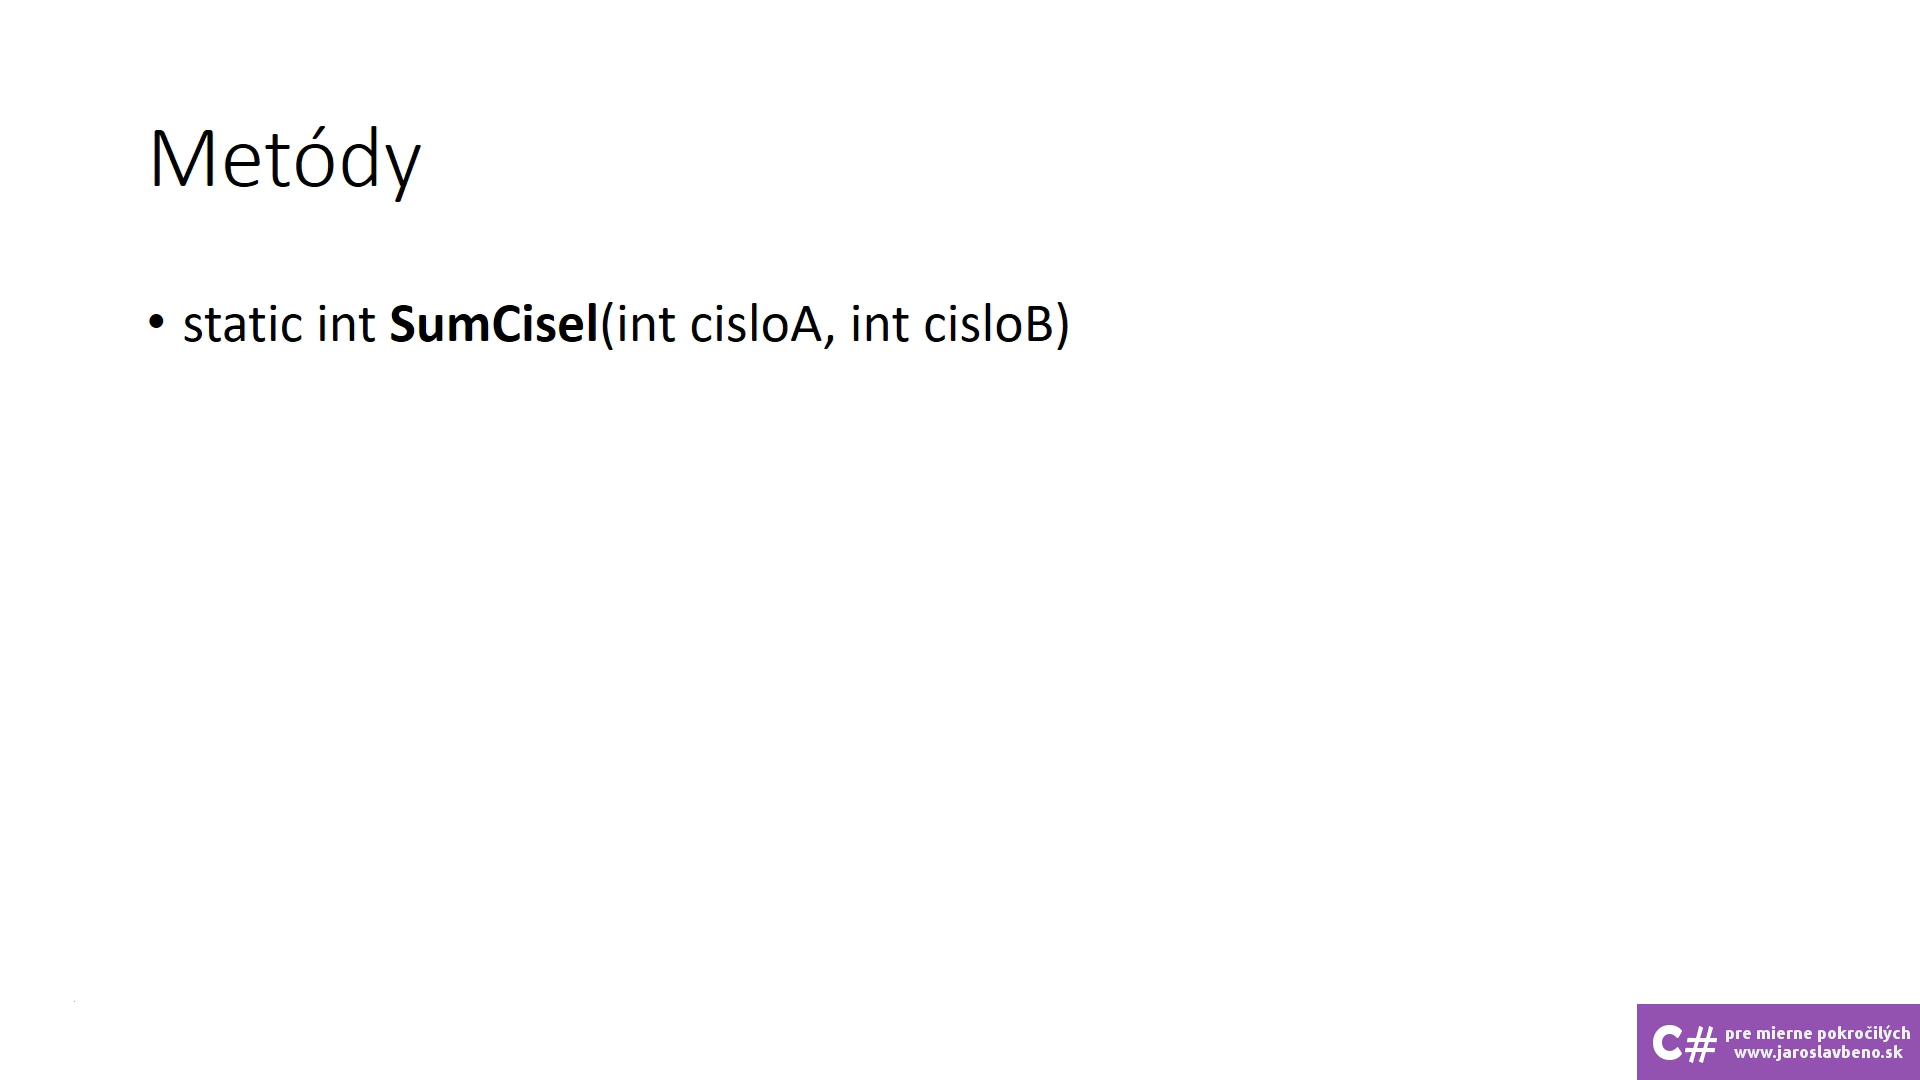 Metódy
• static int SumCisel(int cisloA, int cisloB)
C# pre mierne pokročilých
www.jaroslavbeno.sk